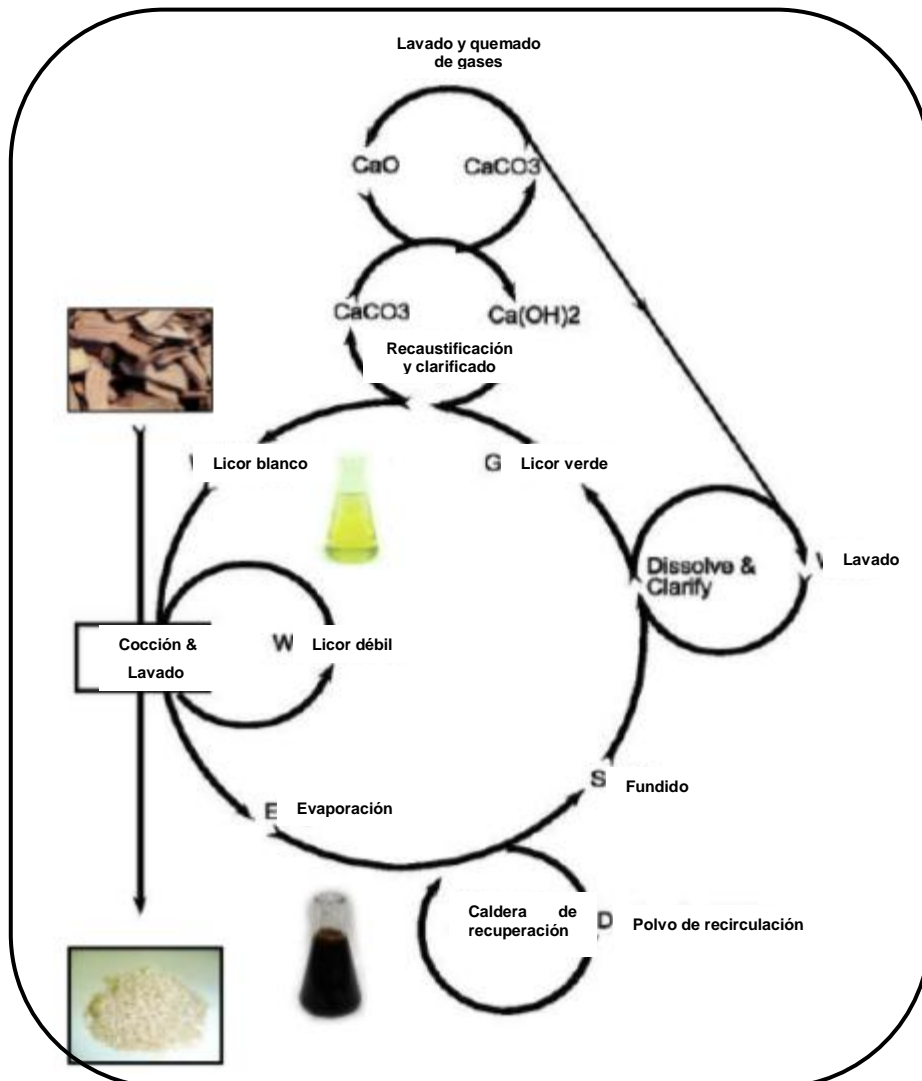 Lavado y quemado
de gases
CaO
CaCO3
CaCO3
Ca(OH)2
Recaustificación
y clarificado
Licor blanco
G Licor verde
Dissolve &
Clarify
Lavado
Cocción &
Lavado
W Licor débil
S Fundido
E Evaporación
Caldera de
recuperación
D Polvo de recirculación